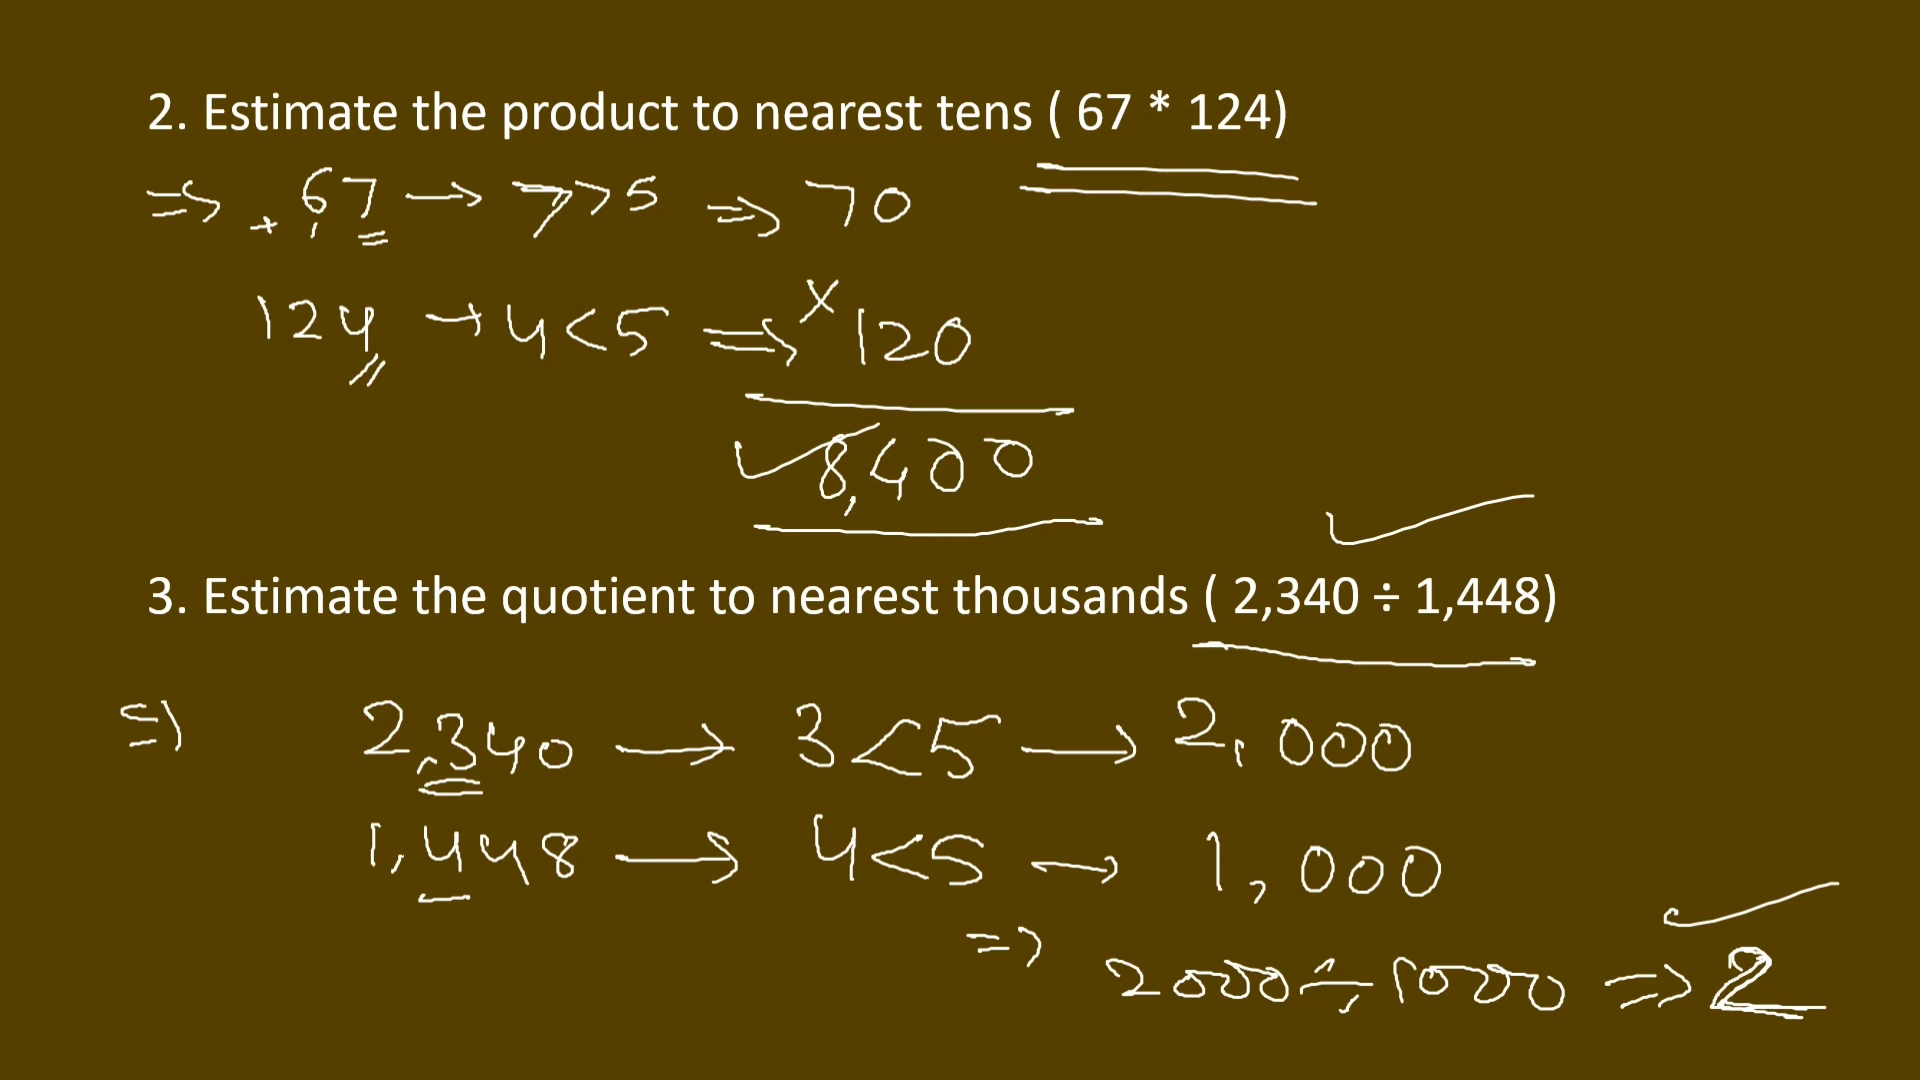 2. Estimate the product to nearest tens ( 67 * 124)
=> 67 → 7>5 => 70
124 → 4<5 => x 120
8,400
3. Estimate the quotient to nearest thousands ( 2,340 ÷ 1,448)
=> 2,340 → 3<5 → 2,000
1,448 → 4<5 → 1,000
=> 2000÷1000 => 2